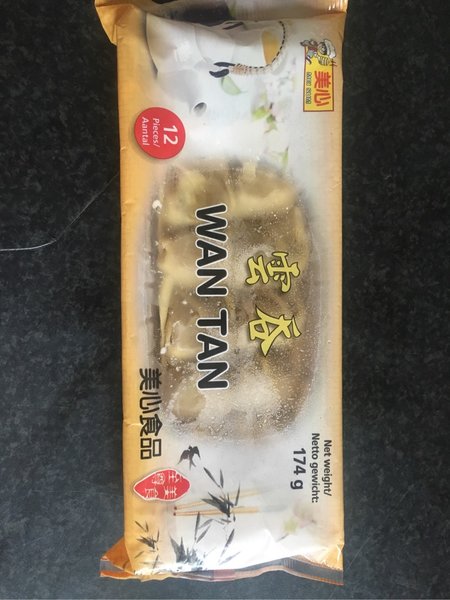 美心
雲吞
WAN TAN
12
Pieces/
Aantal
美心食品
Net weight/
Netto gewicht:
174 g